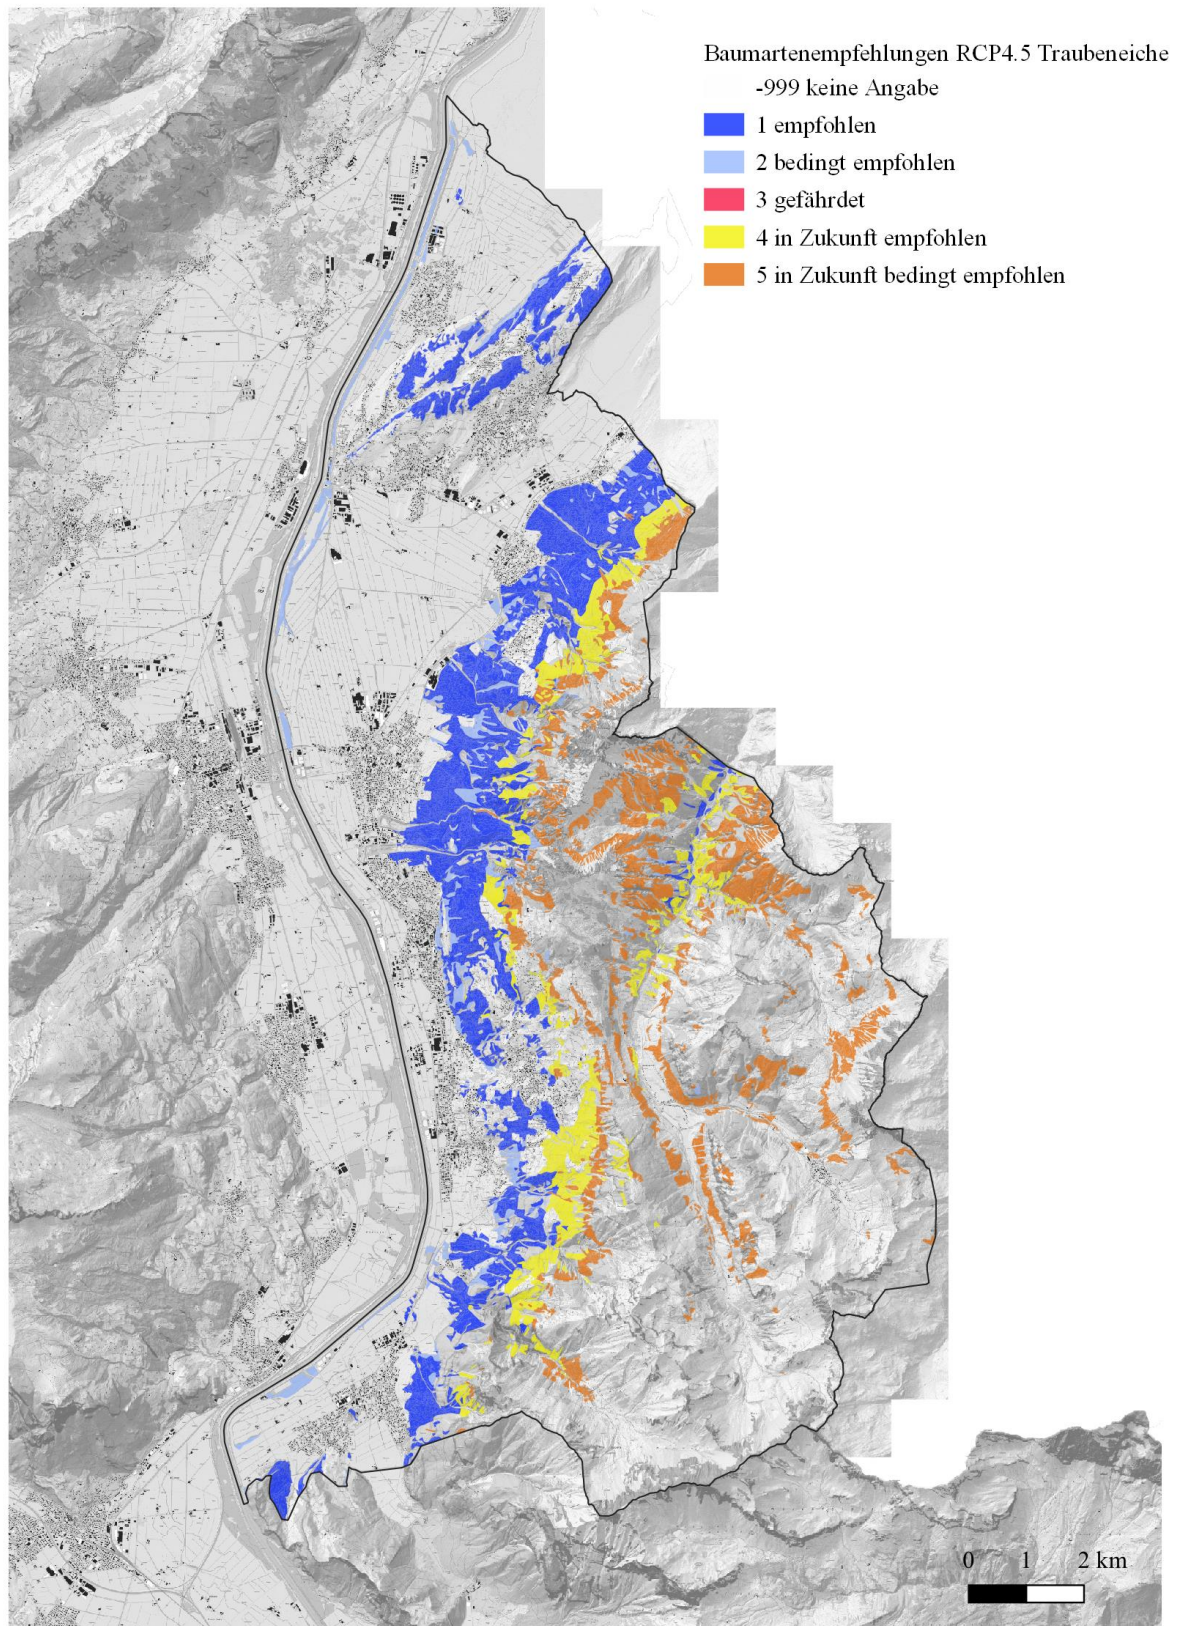 Baumartenempfehlungen RCP4.5 Traubeneiche
-999 keine Angabe
1 empfohlen
2 bedingt empfohlen
3 gefährdet
4 in Zukunft empfohlen
5 in Zukunft bedingt empfohlen
0 1 2 km